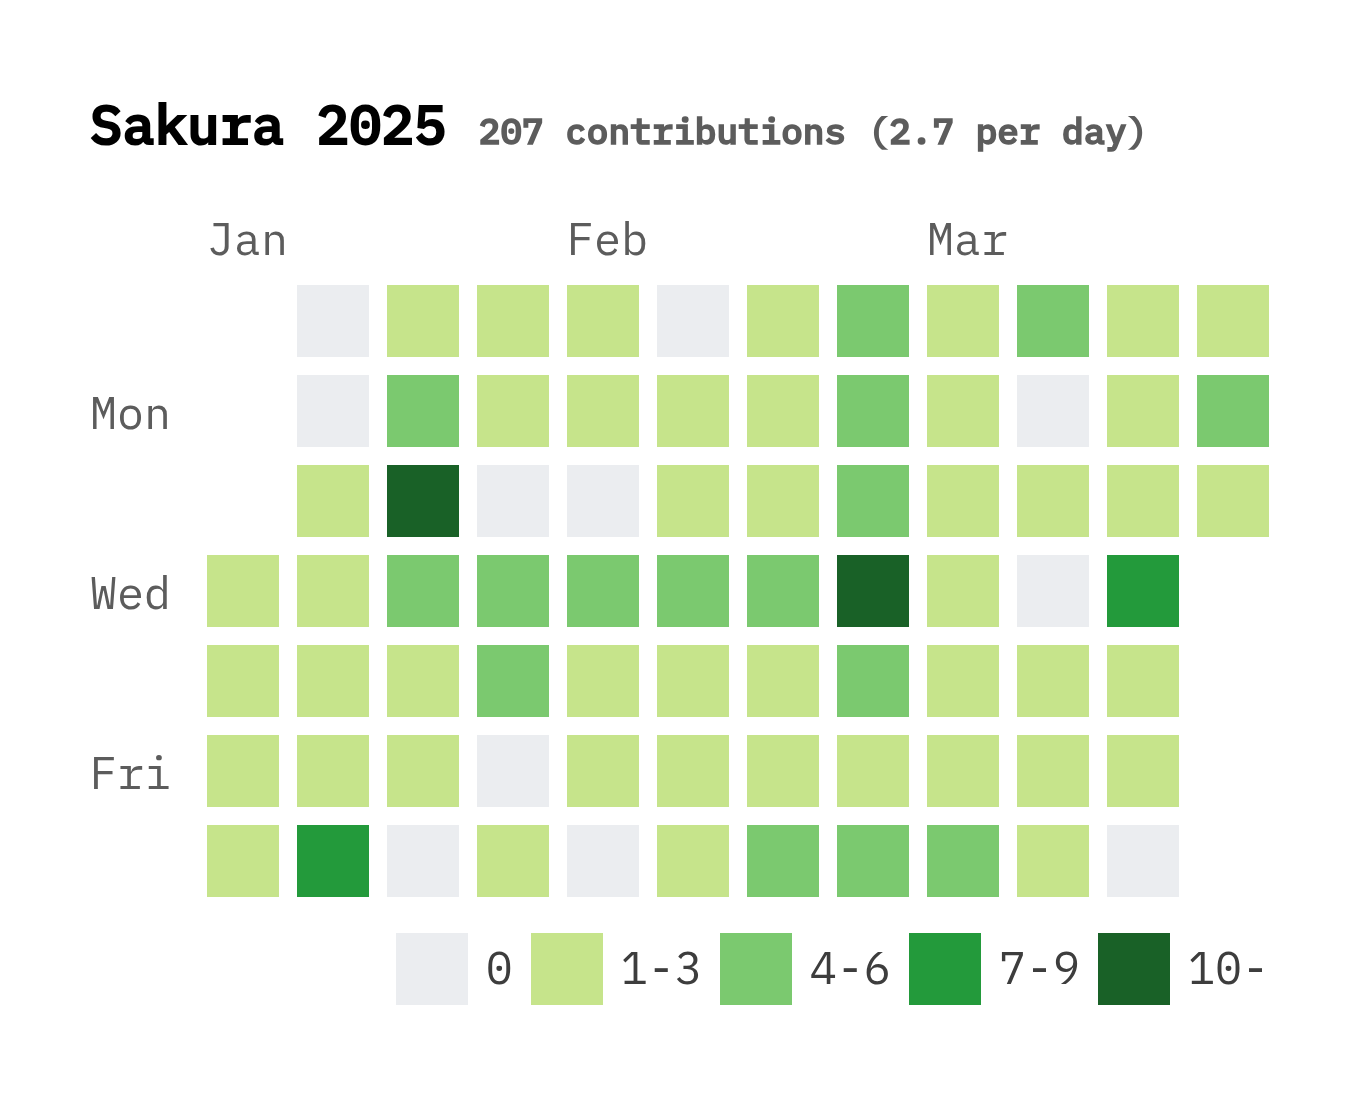 Sakura 2025 207 contributions (2.7 per day)
Jan Feb Mar
Mon
Wed
Fri
0 1-3 4-6 7-9 10-